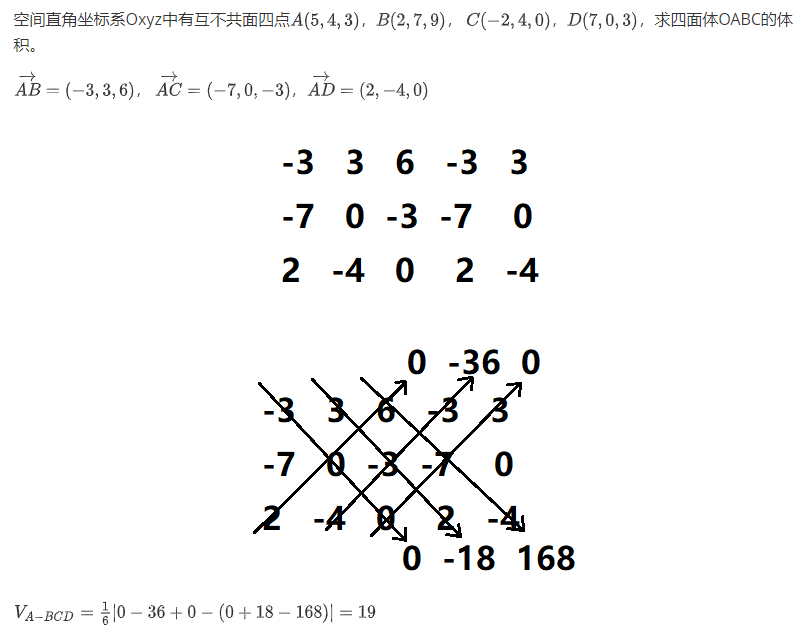 空间直角坐标系Oxyz中有互不共面四点A(5,4,3), B(2,7,9), C(−2,4,0), D(7,0,3), 求四面体OABC的体
积。
AB→ = (−3,3,6), AC→ = (−7,0,−3), AD→ = (2,−4,0)
-3 3 6 -3 3
-7 0 -3 -7 0
2 -4 0 2 -4
0 -36 0
-3 3 6 -3 3
-7 0 -3 -7 0
2 -4 0 2 -4
0 -18 168
V_{A−BCD} = 1/6|0 − 36 + 0 − (0 + 18 − 168)| = 19